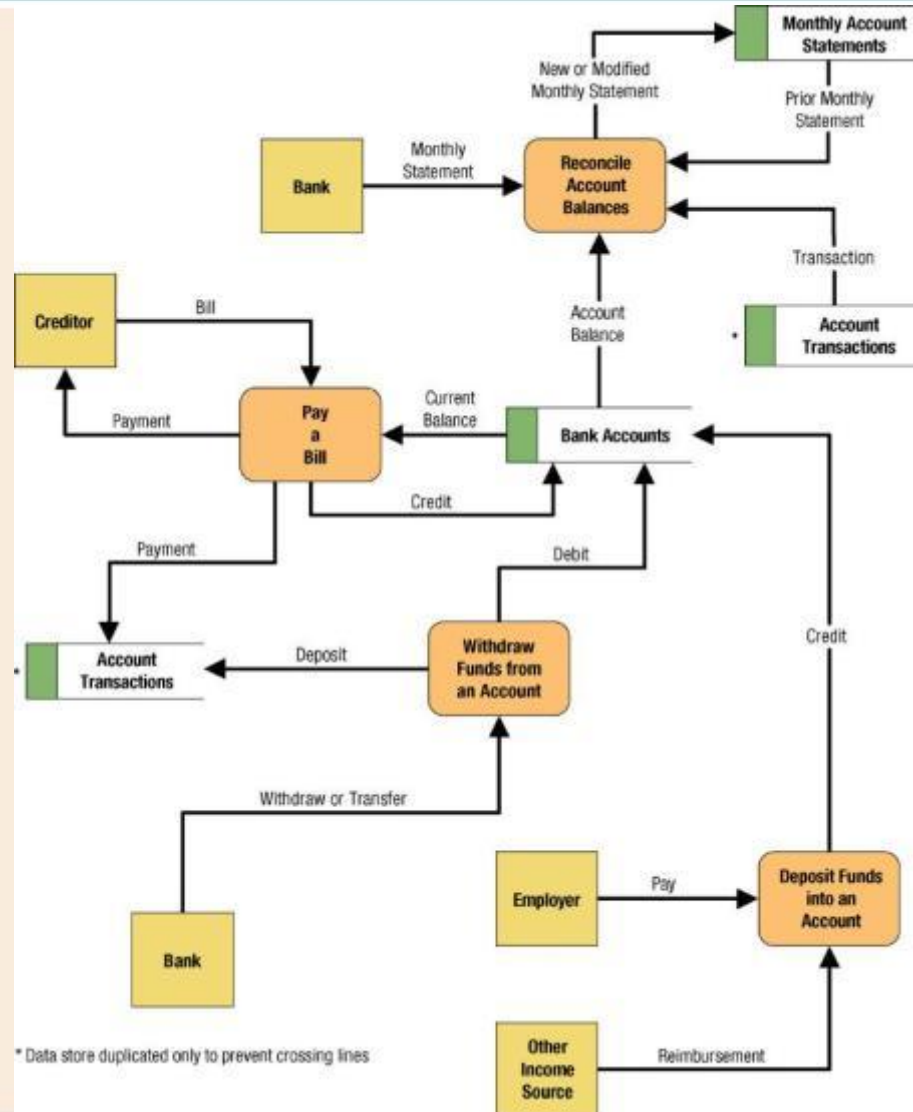 Monthly Account
Statements
New or Modified
Monthly Statement
Prior Monthly
Statement
Monthly
Statement
Bank
Reconcile
Account
Balances
Transaction
Creditor
Bill
Account
Balance
* Account
Transactions
Payment
Pay
a
Bill
Current
Balance
Bank Accounts
Credit
Payment
Debit
Credit
* Account
Transactions
Deposit
Withdraw
Funds from
an Account
Withdraw or Transfer
Employer
Pay
Deposit Funds
into an
Account
Bank
* Data store duplicated only to prevent crossing lines
Other
Income
Source
Reimbursement